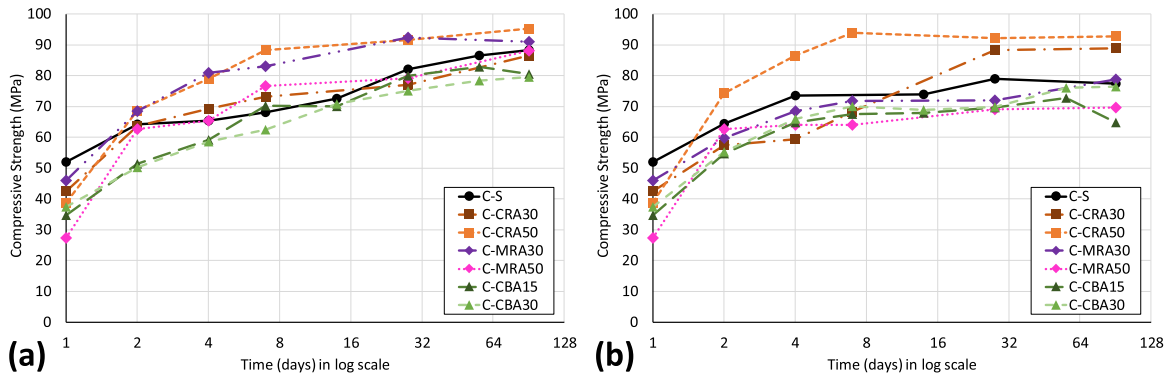 100
90
80
70
60
50
40
30
20
10
0
Compressive Strength (MPa)
1 2 4 8 16 32 64 128
Time (days) in log scale
C-S
C-CRA30
C-CRA50
C-MRA30
C-MRA50
C-CBA15
C-CBA30
(a)
100
90
80
70
60
50
40
30
20
10
0
Compressive Strength (MPa)
1 2 4 8 16 32 64 128
Time (days) in log scale
C-S
C-CRA30
C-CRA50
C-MRA30
C-MRA50
C-CBA15
C-CBA30
(b)